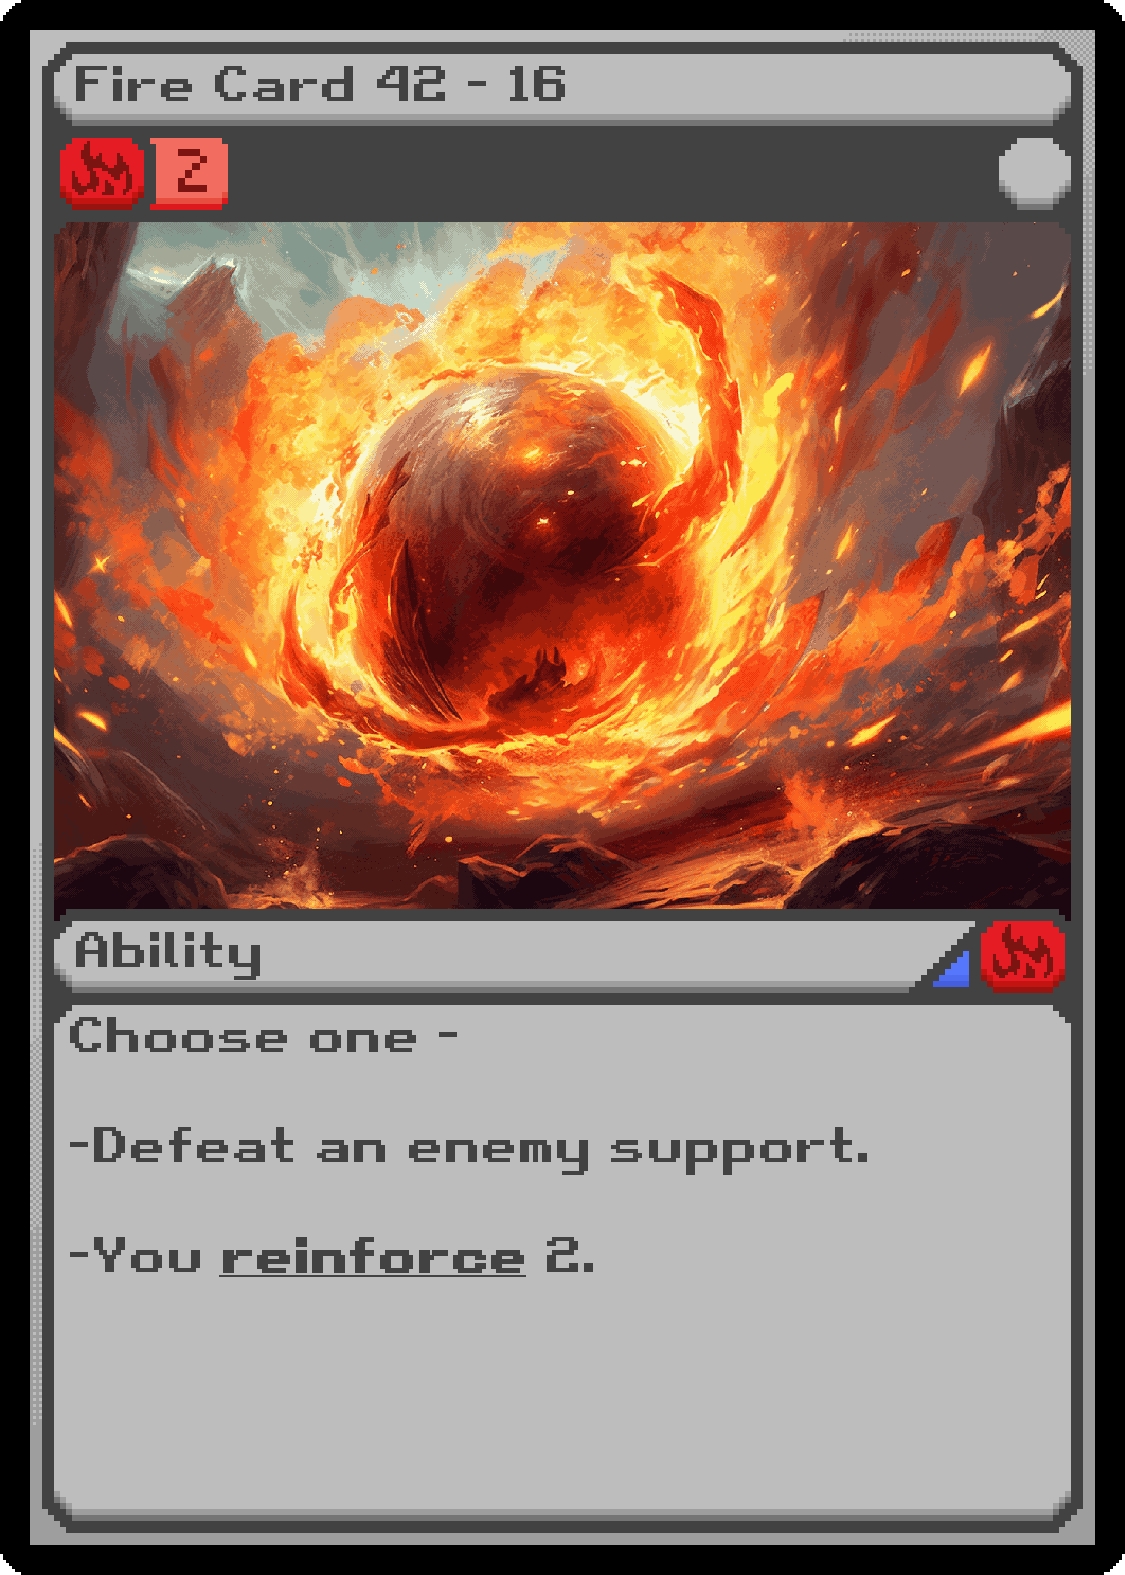 Fire Card 42 - 16
2
Ability
Choose one -
-Defeat an enemy support.
-You reinforce 2.